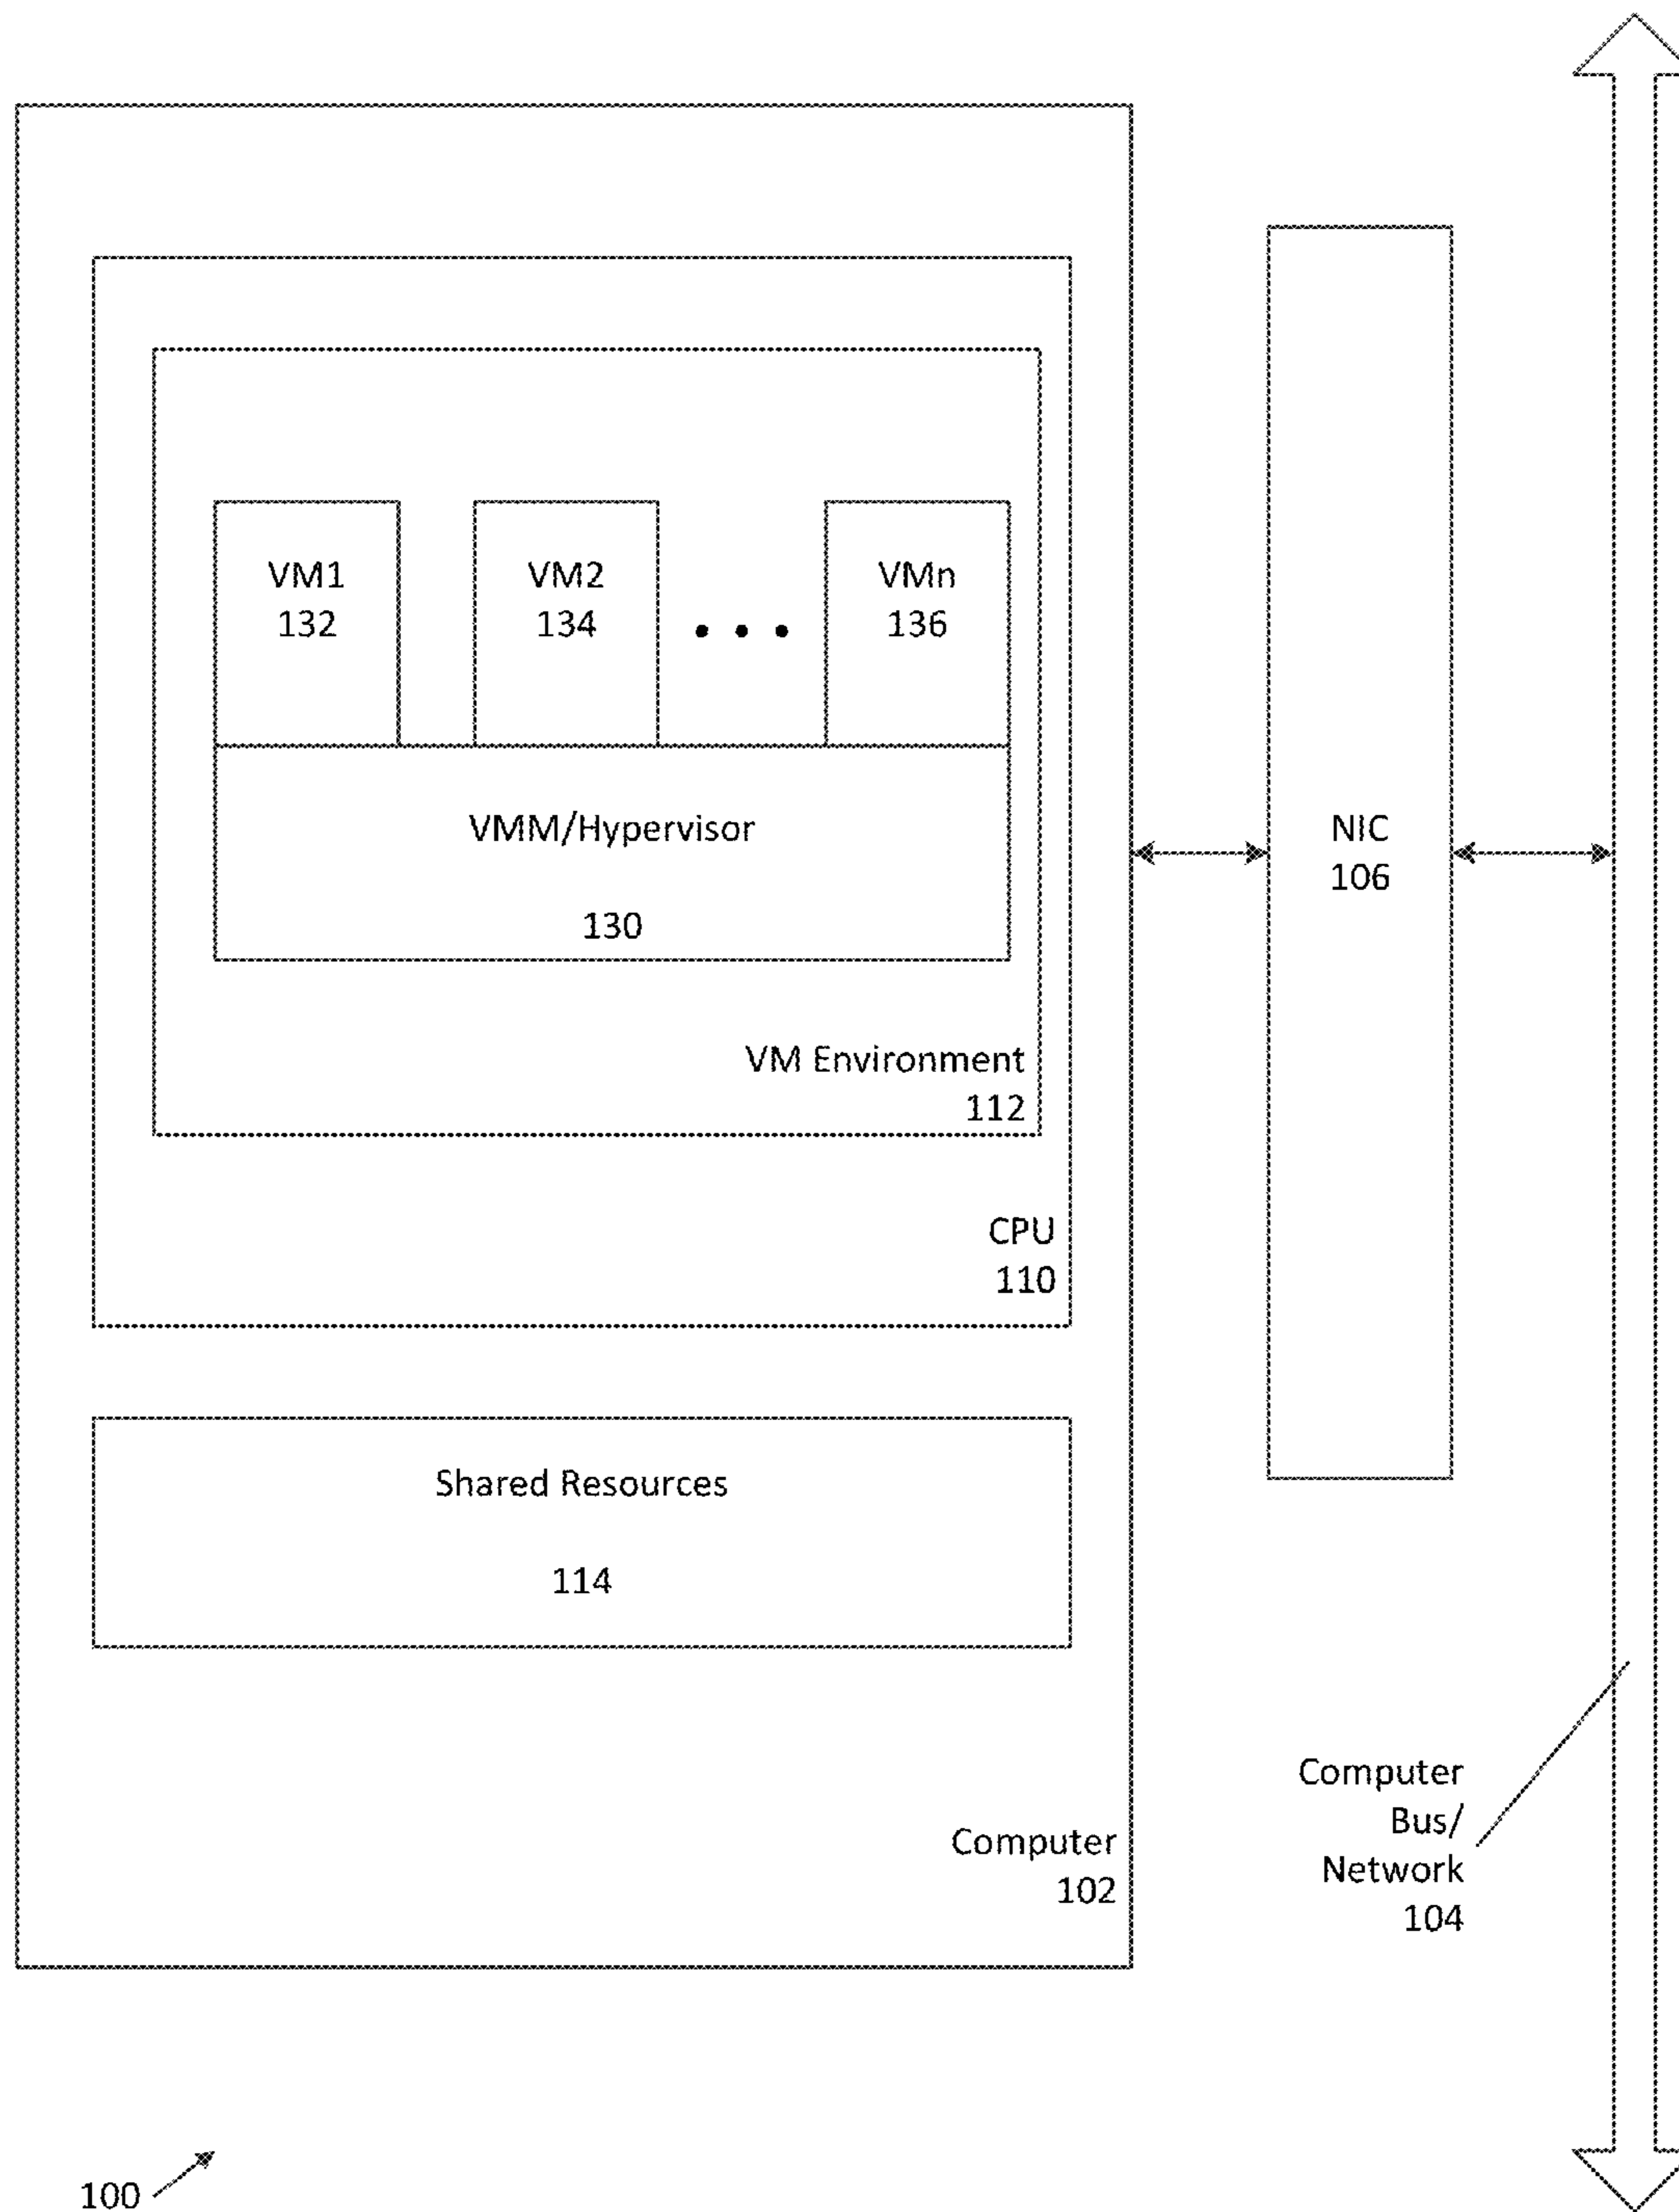 VM1
132
VM2
134
• • •
VMn
136
VMM/Hypervisor
130
VM Environment
112
CPU
110
Shared Resources
114
Computer
102
NIC
106
Computer
Bus/
Network
104
100